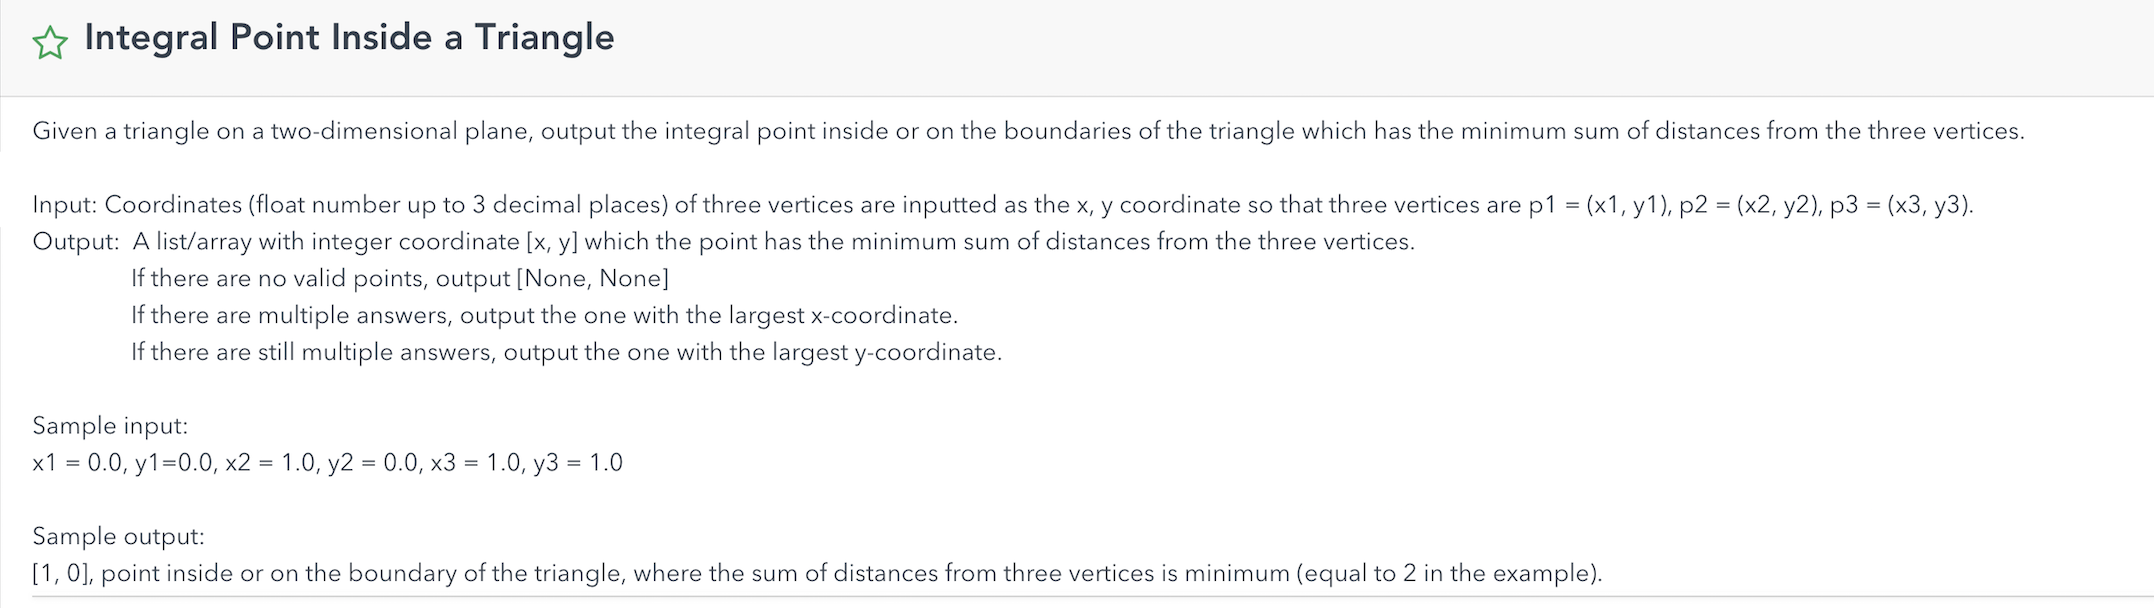 Integral Point Inside a Triangle
Given a triangle on a two-dimensional plane, output the integral point inside or on the boundaries of the triangle which has the minimum sum of distances from the three vertices.
Input: Coordinates (float number up to 3 decimal places) of three vertices are inputted as the x, y coordinate so that three vertices are p1 = (x1, y1), p2 = (x2, y2), p3 = (x3, y3).
Output: A list/array with integer coordinate [x, y] which the point has the minimum sum of distances from the three vertices.
If there are no valid points, output [None, None]
If there are multiple answers, output the one with the largest x-coordinate.
If there are still multiple answers, output the one with the largest y-coordinate.
Sample input:
x1 = 0.0, y1=0.0, x2 = 1.0, y2 = 0.0, x3 = 1.0, y3 = 1.0
Sample output:
[1, 0], point inside or on the boundary of the triangle, where the sum of distances from three vertices is minimum (equal to 2 in the example).